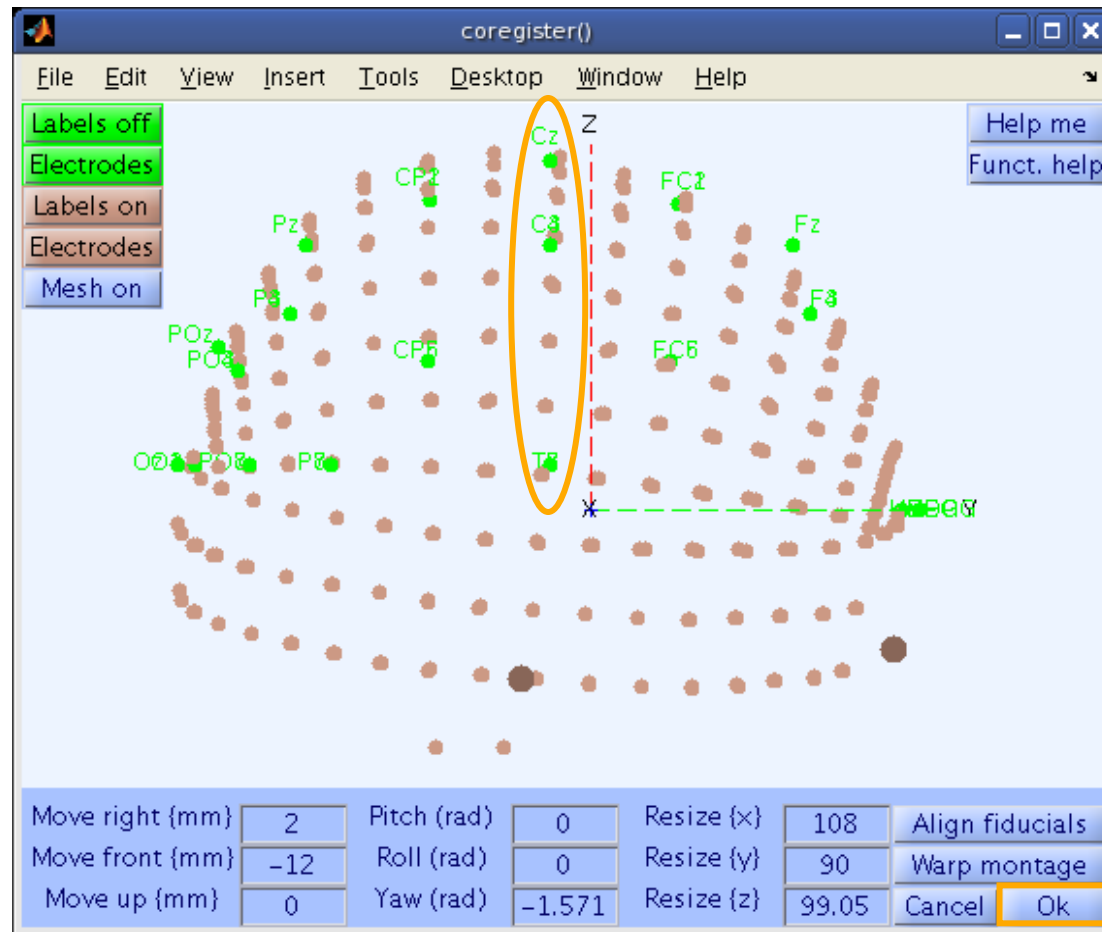 coregister()
File Edit View Insert Tools Desktop Window Help
Labels off
Electrodes
Labels on
Electrodes
Mesh on
Help me
Funct. help
Z
Cz
Pz
Fz
POz
X
Y
Move right {mm} 2 Pitch (rad) 0 Resize {x} 108 Align fiducials
Move front {mm} -12 Roll (rad) 0 Resize {y} 90 Warp montage
Move up {mm} 0 Yaw (rad) -1.571 Resize {z} 99.05 Cancel Ok